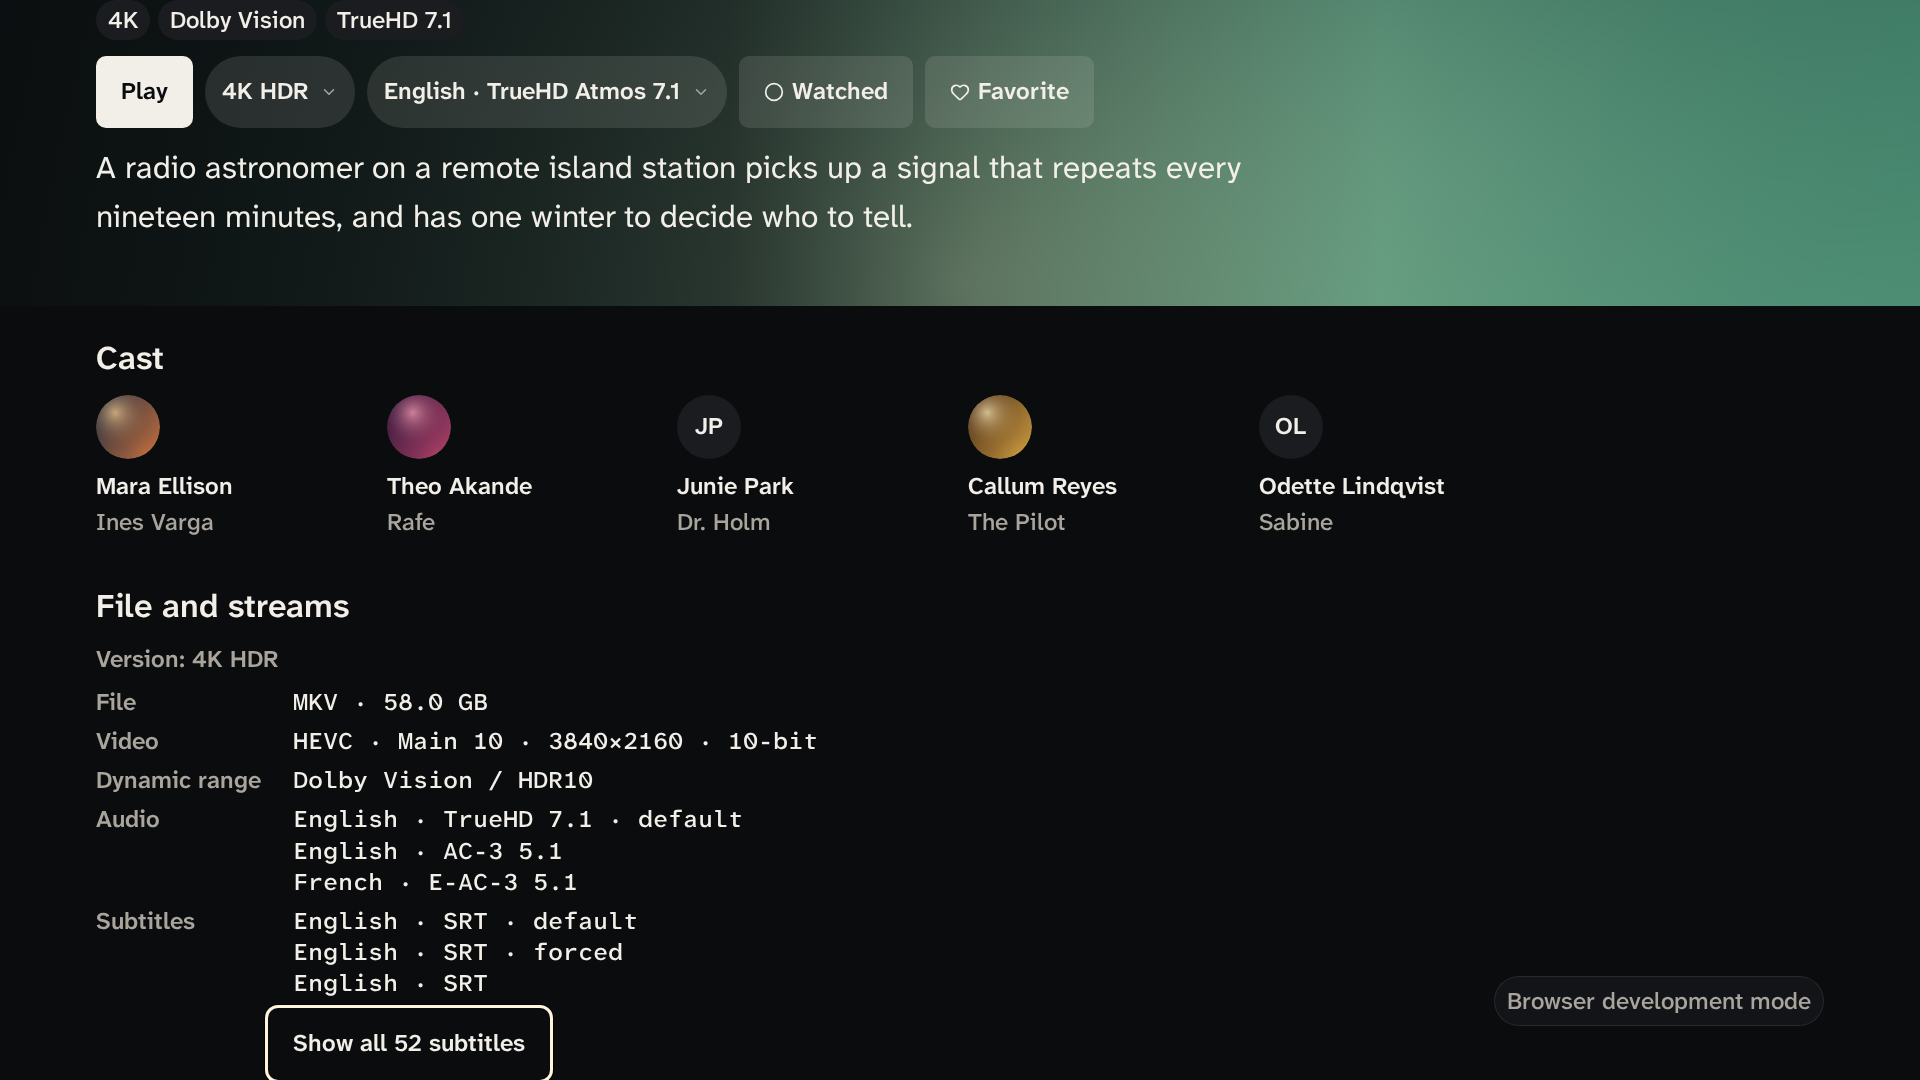 4K Dolby Vision TrueHD 7.1
Play 4K HDR English · TrueHD Atmos 7.1 Watched Favorite
A radio astronomer on a remote island station picks up a signal that repeats every
nineteen minutes, and has one winter to decide who to tell.
Cast
JP OL
Mara Ellison Theo Akande Junie Park Callum Reyes Odette Lindqvist
Ines Varga Rafe Dr. Holm The Pilot Sabine
File and streams
Version: 4K HDR
File MKV · 58.0 GB
Video HEVC · Main 10 · 3840×2160 · 10-bit
Dynamic range Dolby Vision / HDR10
Audio English · TrueHD 7.1 · default
English · AC-3 5.1
French · E-AC-3 5.1
Subtitles English · SRT · default
English · SRT · forced
English · SRT
Browser development mode
Show all 52 subtitles